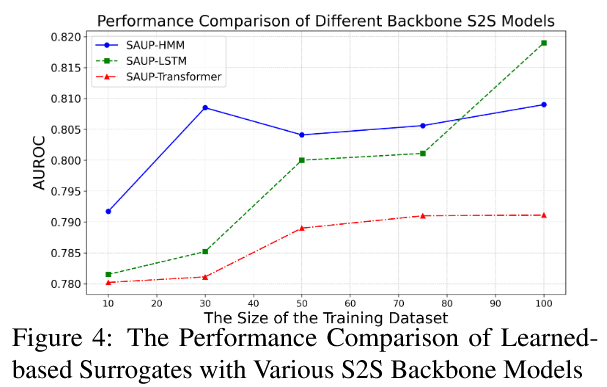 Performance Comparison of Different Backbone S2S Models
SAUP-HMM
SAUP-LSTM
SAUP-Transformer
AUROC
0.820
0.815
0.810
0.805
0.800
0.795
0.790
0.785
0.780
10 20 30 40 50 60 70 80 90 100
The Size of the Training Dataset
Figure 4: The Performance Comparison of Learned-
based Surrogates with Various S2S Backbone Models